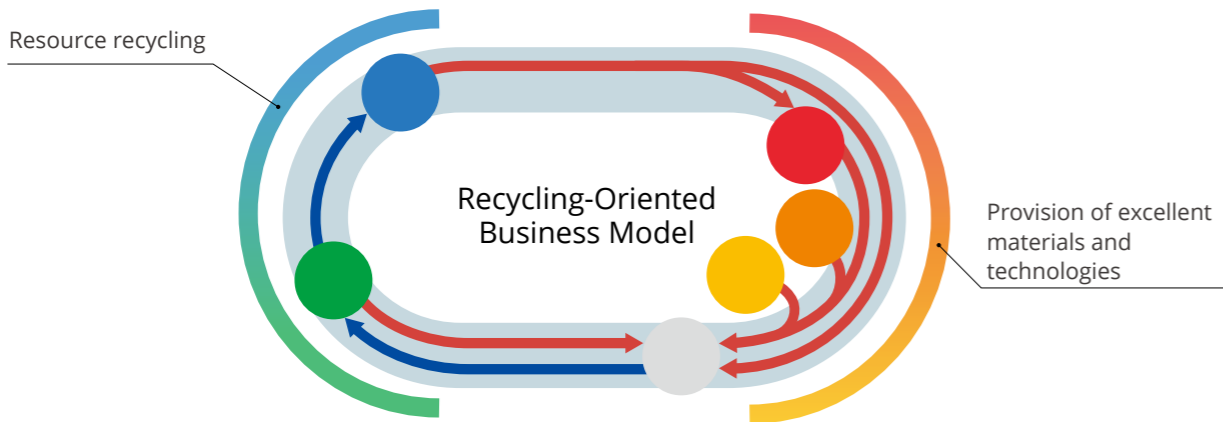 Resource recycling
Recycling-Oriented
Business Model
Provision of excellent
materials and
technologies